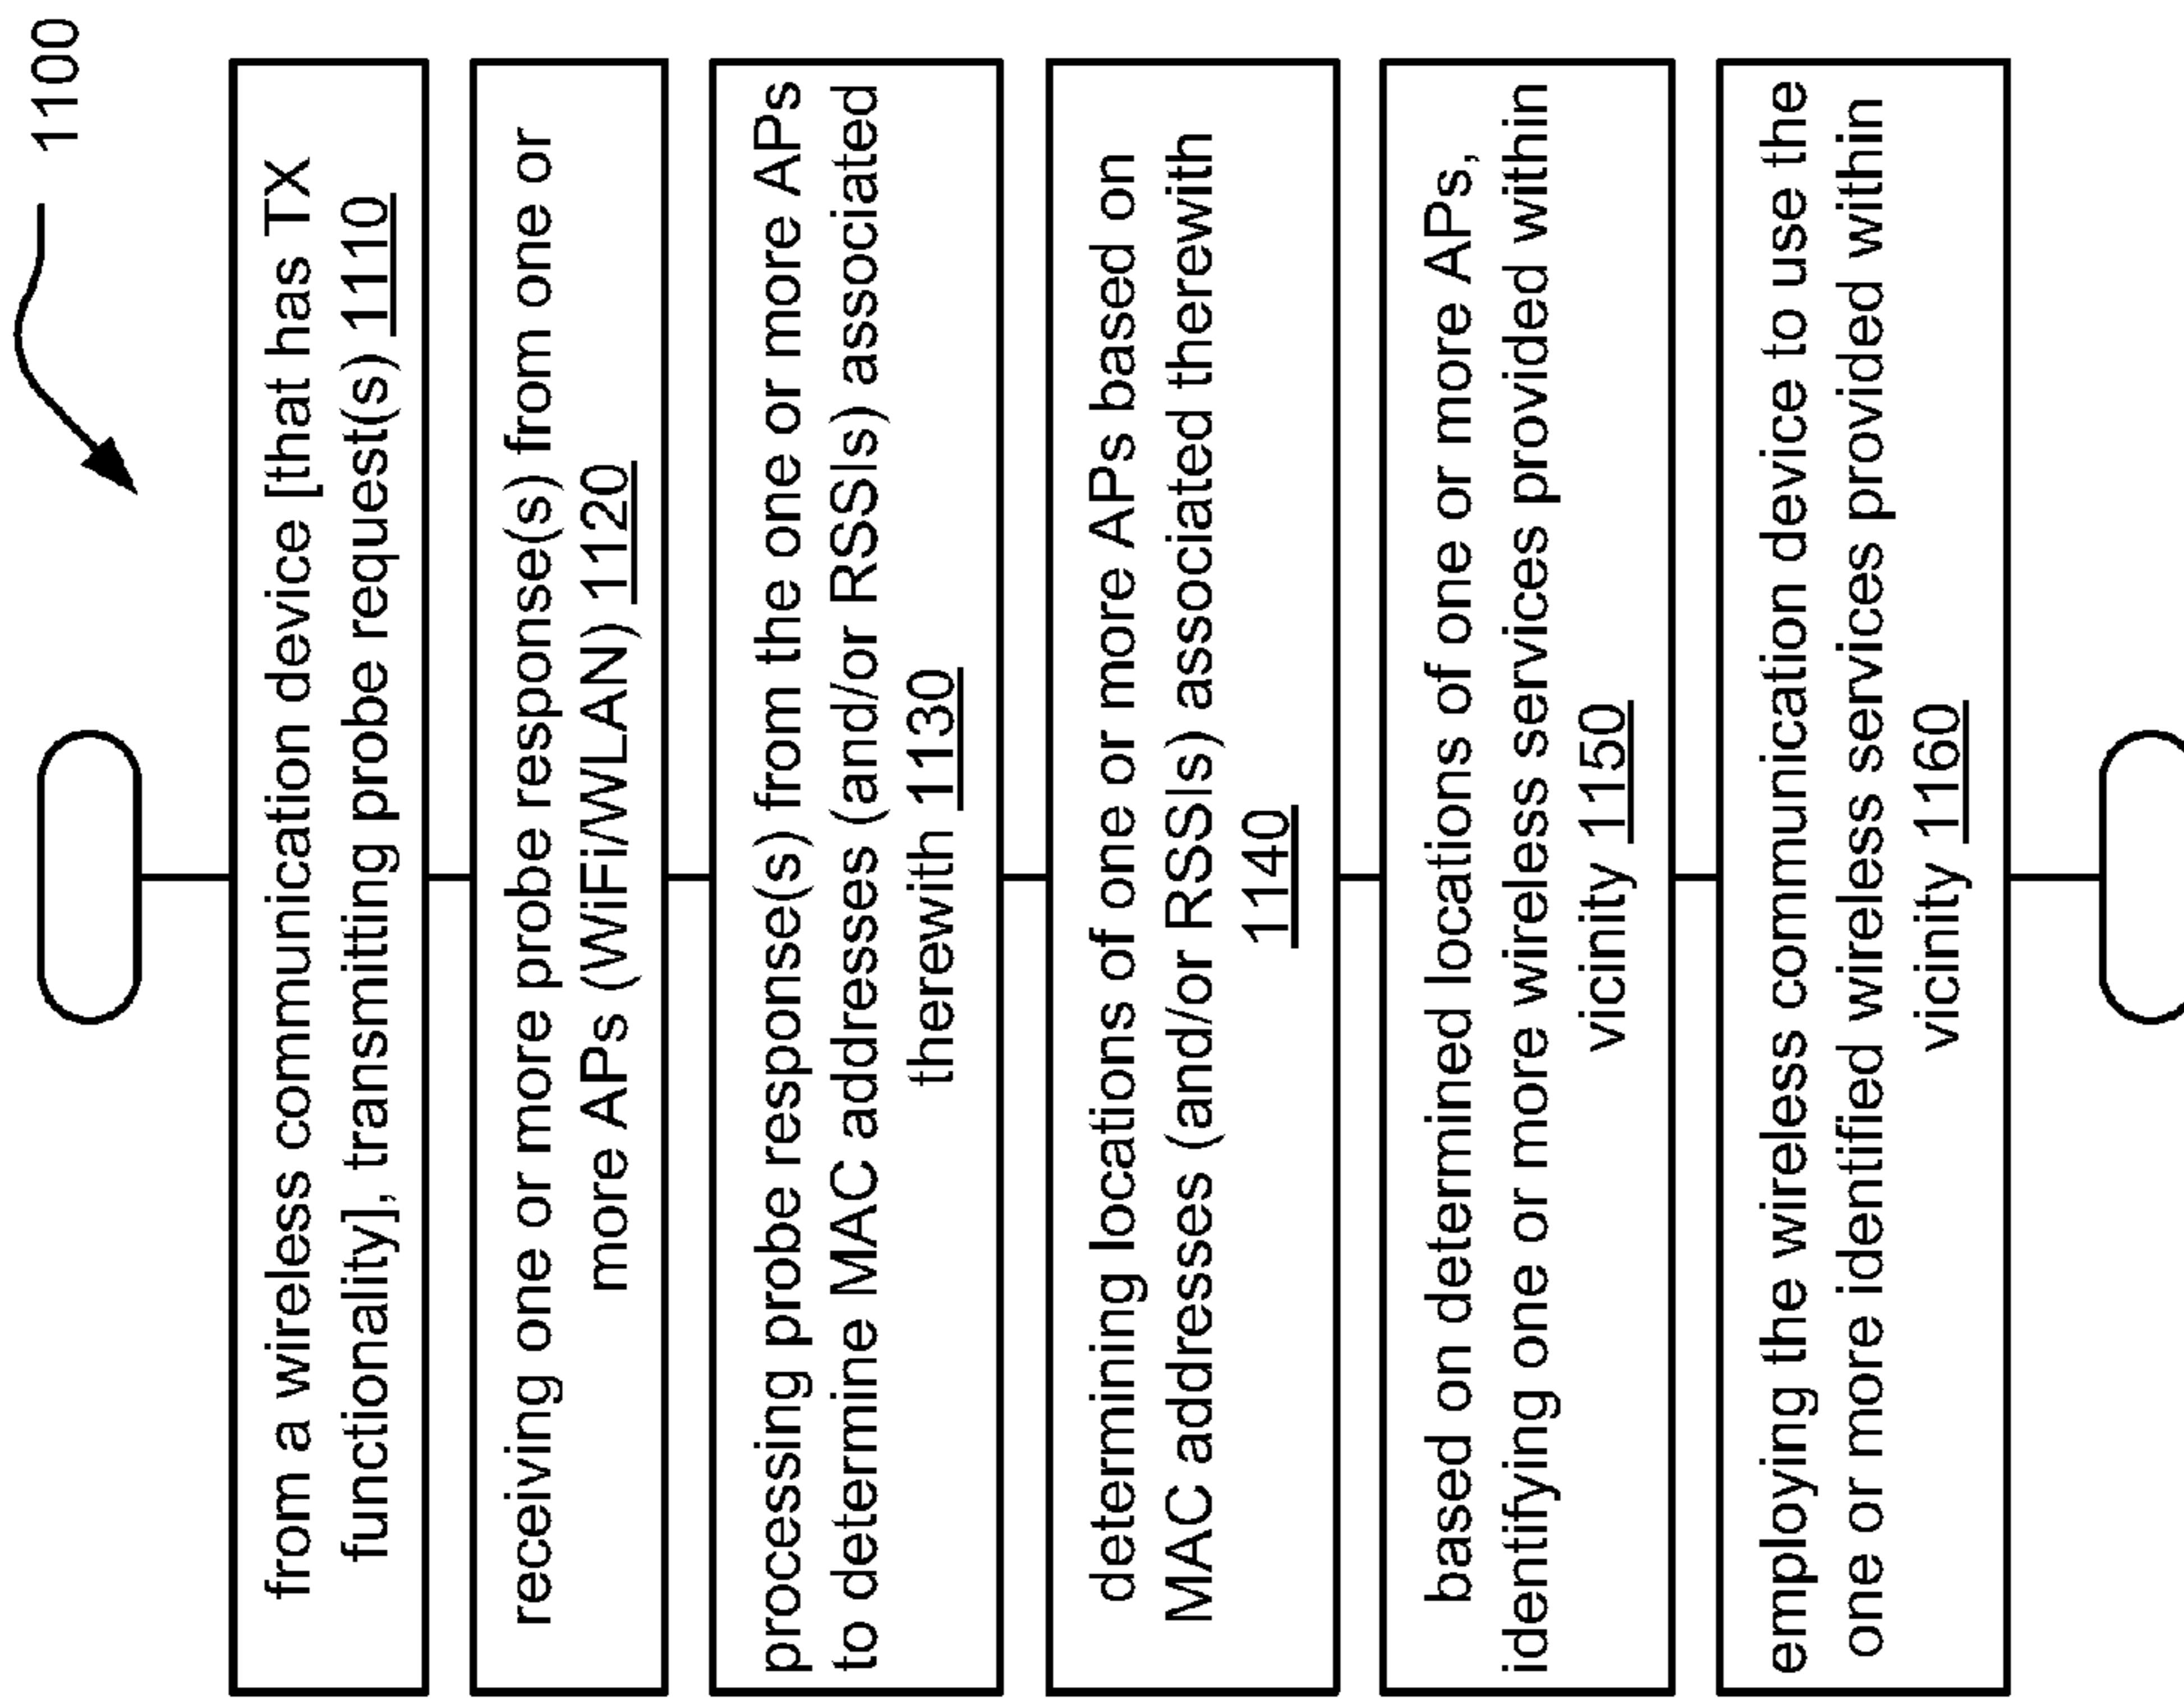 1100
from a wireless communication device [that has TX
functionality], transmitting probe request(s) 1110
receiving one or more probe response(s) from one or
more APs (WiFi/WLAN) 1120
processing probe response(s) from the one or more APs
to determine MAC addresses (and/or RSSIs) associated
therewith 1130
determining locations of one or more APs based on
MAC addresses (and/or RSSIs) associated therewith
1140
based on determined locations of one or more APs,
identifying one or more wireless services provided within
vicinity 1150
employing the wireless communication device to use the
one or more identified wireless services provided within
vicinity 1160